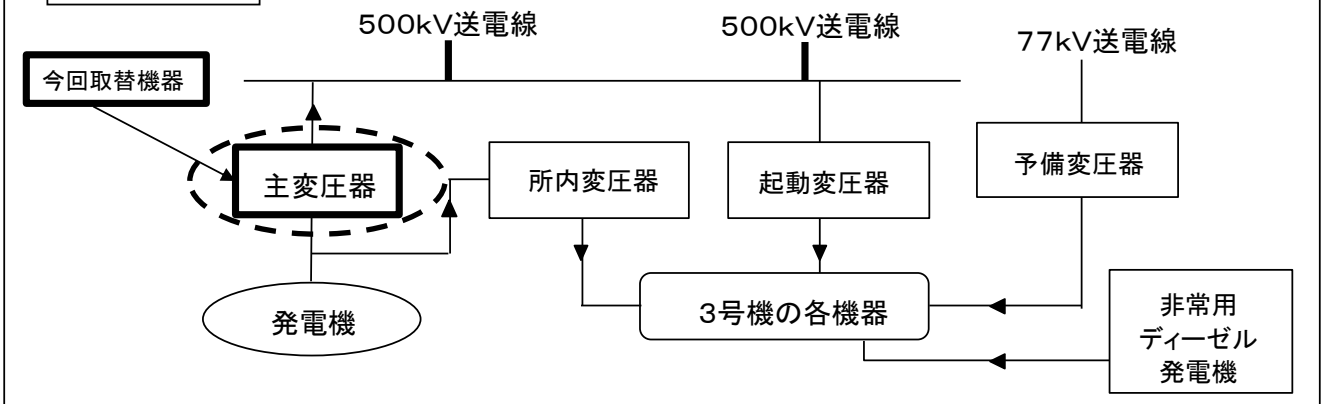 500kV送電線
500kV送電線
77kV送電線
今回取替機器
主変圧器
所内変圧器
起動変圧器
予備変圧器
発電機
3号機の各機器
非常用
ディーゼル
発電機